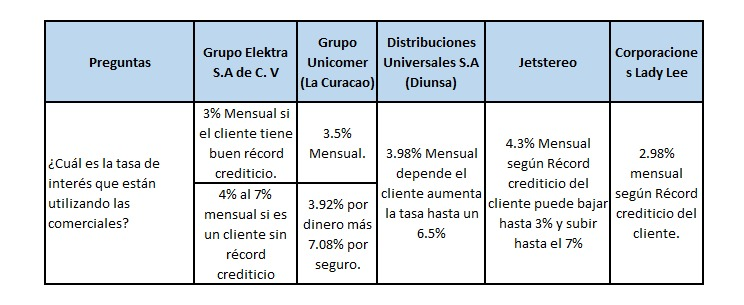 Preguntas
Grupo Elektra
S.A de C. V
Grupo
Unicomer
(La Curacao)
Distribuciones
Universales S.A
(Diunsa)
Jetstereo
Corporacione
s Lady Lee
¿Cuál es la tasa de
interés que están
utilizando las
comerciales?
3% Mensual si
el cliente tiene
buen récord
crediticio.
4% al 7%
mensual si es
un cliente sin
récord
crediticio
3.5%
Mensual.
3.92% por
dinero más
7.08% por
seguro.
3.98% Mensual
depende el
cliente aumenta
la tasa hasta un
6.5%
4.3% Mensual
según Récord
crediticio del
cliente puede bajar
hasta 3% y subir
hasta el 7%
2.98%
mensual
según Récord
crediticio del
cliente.